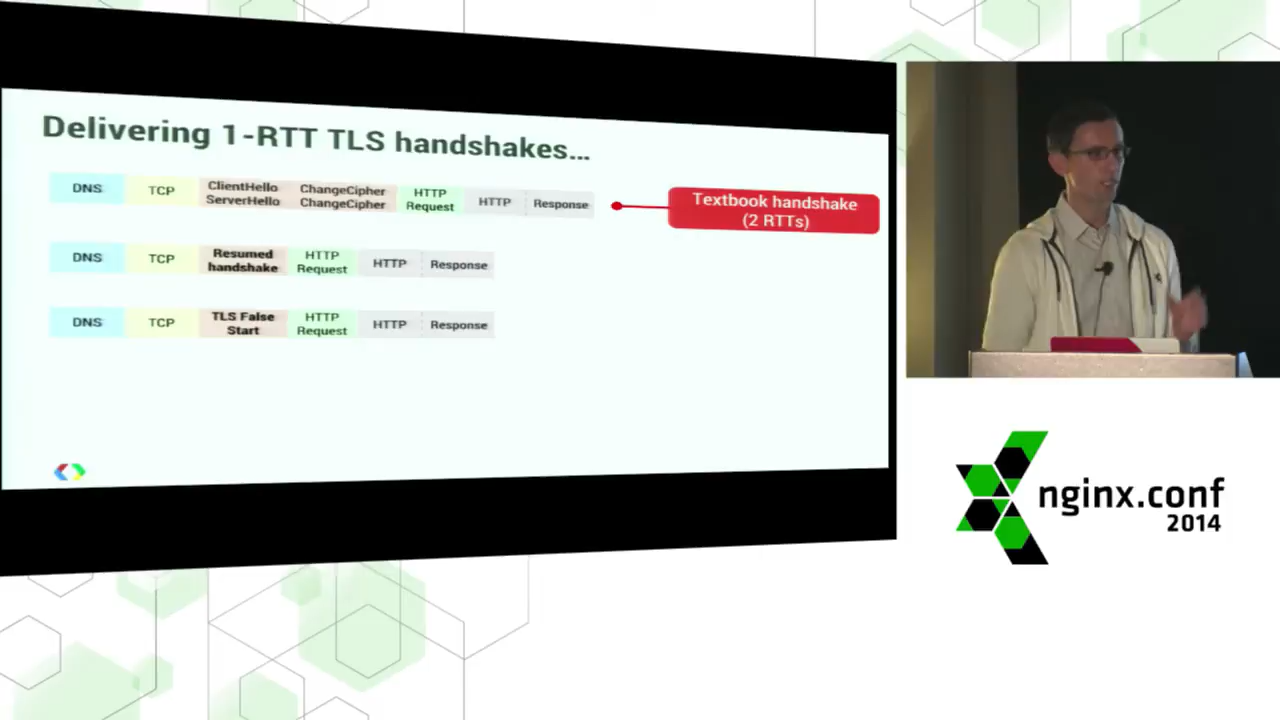 Delivering 1-RTT TLS handshakes...
DNS
TCP
ClientHello
ServerHello
ChangeCipher
ChangeCipher
HTTP
Request
HTTP
Response
Textbook handshake
(2 RTTs)
DNS
TCP
Resumed
handshake
HTTP
Request
HTTP
Response
DNS
TCP
TLS False
Start
HTTP
Request
HTTP
Response
nginx.conf
2014